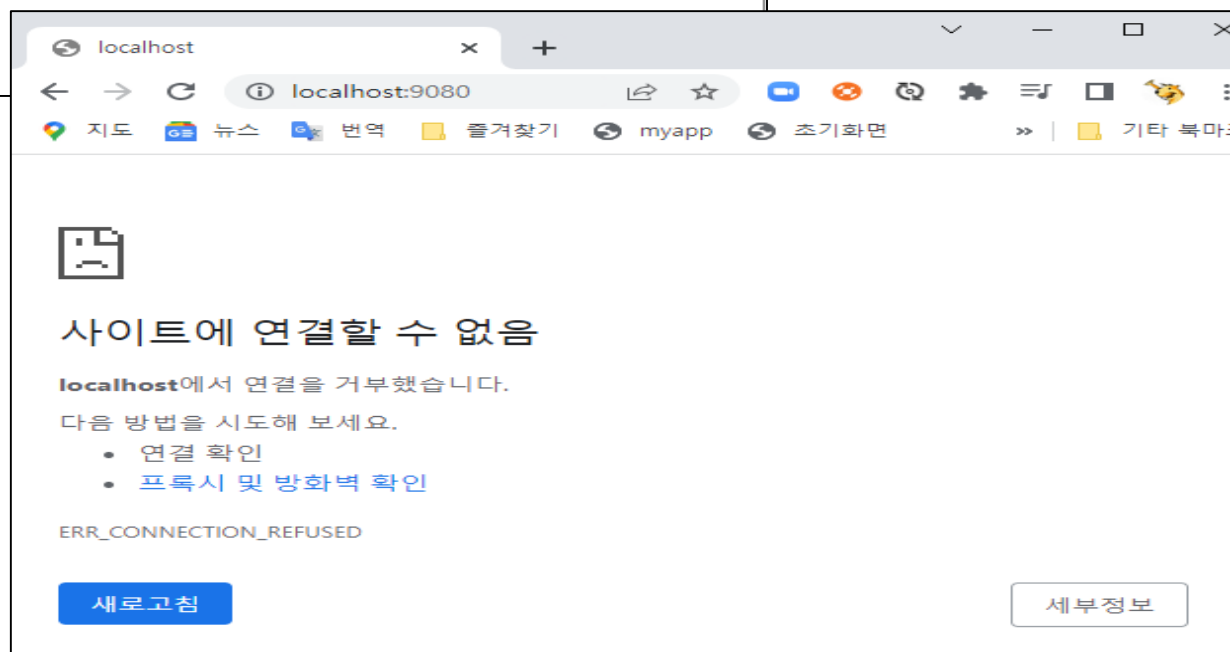 localhost
localhost:9080
지도 뉴스 번역 즐겨찾기 myapp 초기화면 » 기타 북마크
사이트에 연결할 수 없음
localhost에서 연결을 거부했습니다.
다음 방법을 시도해 보세요.
• 연결 확인
• 프록시 및 방화벽 확인
ERR_CONNECTION_REFUSED
새로고침 세부정보